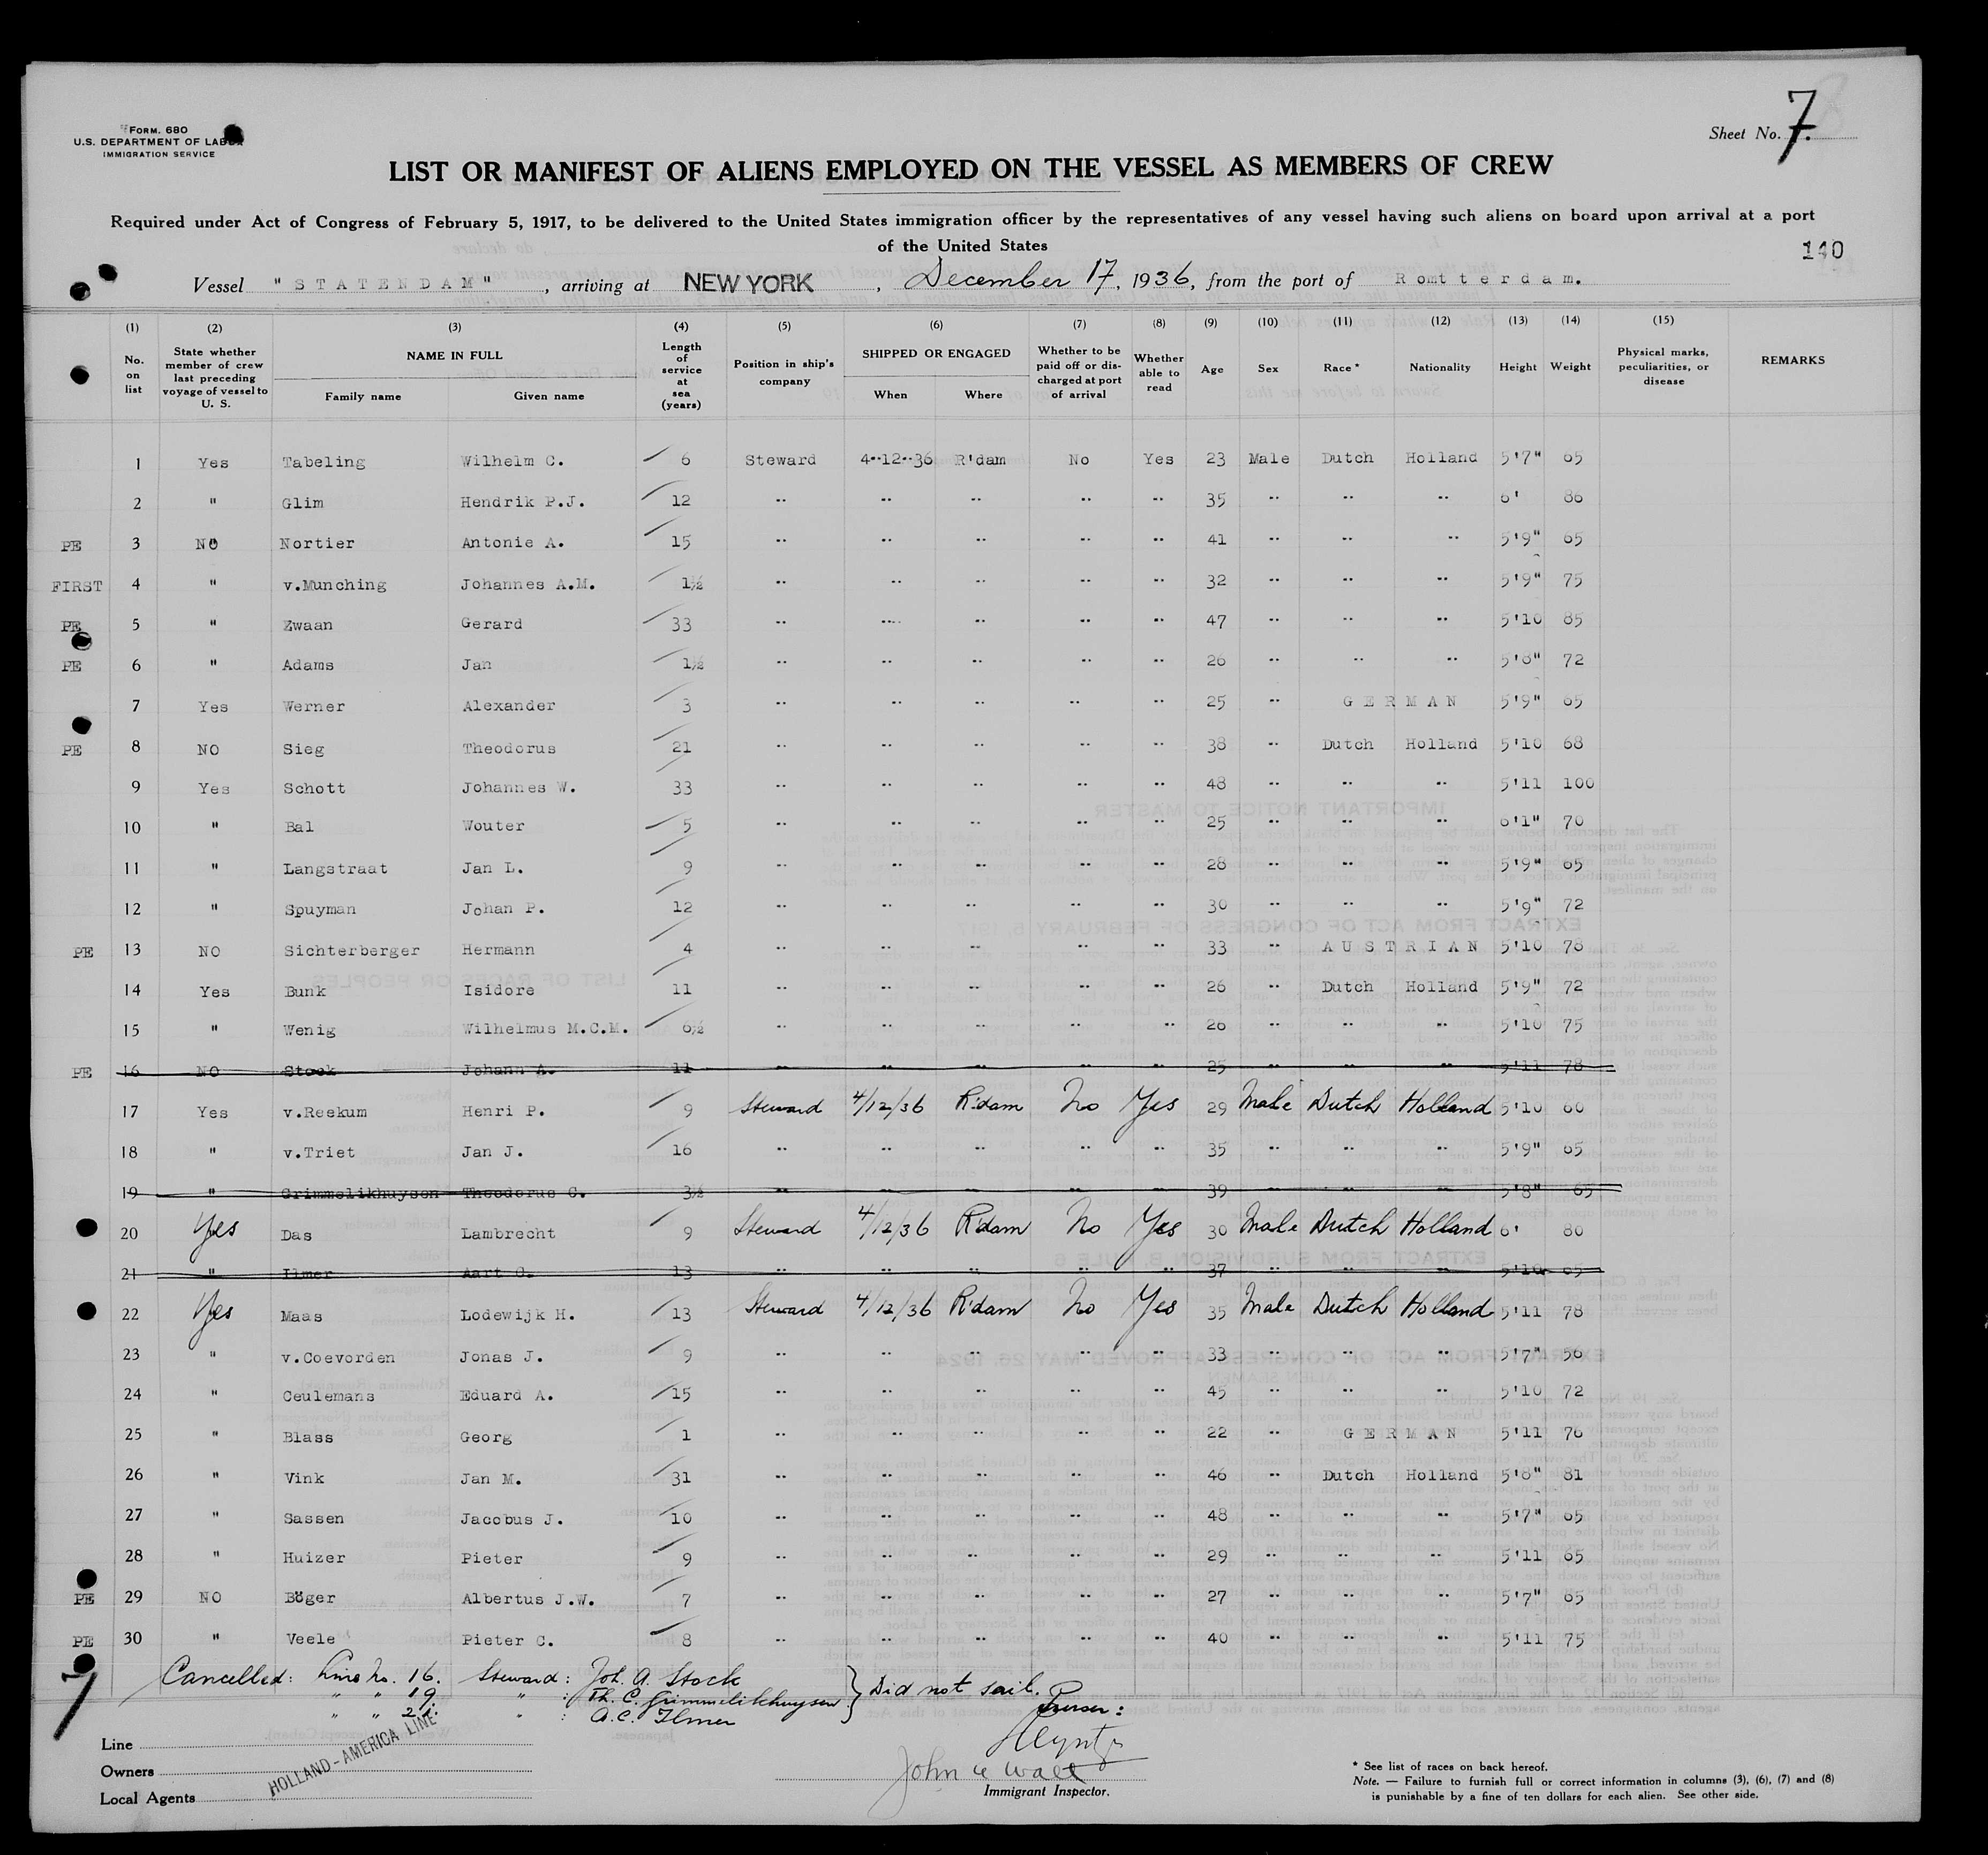 FORM. 680
U.S. DEPARTMENT OF LABOR
IMMIGRATION SERVICE
Sheet No. 7.
LIST OR MANIFEST OF ALIENS EMPLOYED ON THE VESSEL AS MEMBERS OF CREW
Required under Act of Congress of February 5, 1917, to be delivered to the United States immigration officer by the representatives of any vessel having such aliens on board upon arrival at a port
of the United States
140
Vessel "STATENDAM", arriving at NEW YORK, December 17, 1936, from the port of Rotterdam.
(1) (2) (3) (4) (5) (6) (7) (8) (9) (10) (11) (12) (13) (14) (15)
No. on list State whether member of crew last preceding voyage of vessel to U. S. NAME IN FULL Family name Given name Length of service at sea (years) Position in ship's company SHIPPED OR ENGAGED When Where Whether to be paid off or discharged at port of arrival Whether able to read Age Sex Race * Nationality Height Weight Physical marks, peculiarities, or disease REMARKS
1 Yes Tabeling Wilhelm C. 6 Steward 4-12-36 R'dam No Yes 23 Male Dutch Holland 5'7" 65
2 " Glim Hendrik P.J. 12 " " " " " 35 " " " 6' 86
PE 3 NO Nortier Antonie A. 15 " " " " " 41 " " " 5'9" 65
FIRST 4 " v.Munching Johannes A.M. 1½ " " " " " 32 " " " 5'9" 75
PE 5 " Zwaan Gerard 33 " " " " " 47 " " " 5'10 85
PE 6 " Adams Jan 1½ " " " " " 26 " " " 5'8" 72
7 Yes Werner Alexander 3 " " " " " 25 " GERMAN 5'9" 65
PE 8 NO Sieg Theodorus 21 " " " " " 38 " Dutch Holland 5'10 68
9 Yes Schott Johannes W. 33 " " " " " 48 " " " 5'11 100
10 " Bal Wouter 5 " " " " " 25 " " " 6'1" 70
11 " Langstraat Jan L. 9 " " " " " 28 " " " 5'9" 65
12 " Spuyman Johan P. 12 " " " " " 30 " " " 5'9" 72
PE 13 NO Sichterberger Hermann 4 " " " " " 33 " AUSTRIAN 5'10 78
14 Yes Bunk Isidore 11 " " " " " 26 " Dutch Holland 5'9" 72
15 " Wenig Wilhelmus M.C.M. 6½ " " " " " 26 " " " 5'10 75
PE 16 NO Stock Johann A. 11 " " " " " 25 " " " 5'11 78
17 Yes v.Reekum Henri P. 9 Steward 4/12/36 R'dam No Yes 29 Male Dutch Holland 5'10 60
18 " v.Triet Jan J. 16 " " " " " 35 " " " 5'9" 65
19 " Grimmelikhuysen Theodorus C. 3½ " " " " " 39 " " " 5'8" 65
20 Yes Das Lambrecht 9 Steward 4/12/36 R'dam No Yes 30 Male Dutch Holland 6' 80
21 " Ilmer Aart C. 13 " " " " " 37 " " " 5'10 65
22 Yes Maas Lodewijk H. 13 Steward 4/12/36 R'dam No Yes 35 Male Dutch Holland 5'11 78
23 " v.Coevorden Jonas J. 9 " " " " " 33 " " " 5'7" 56
24 " Ceulemans Eduard A. 15 " " " " " 45 " " " 5'10 72
25 " Blass Georg 1 " " " " " 22 " GERMAN 5'11 76
26 " Vink Jan M. 31 " " " " " 46 " Dutch Holland 5'8" 81
27 " Sassen Jacobus J. 10 " " " " " 48 " " " 5'7" 65
28 " Huizer Pieter 9 " " " " " 29 " " " 5'11 65
PE 29 NO Böger Albertus J.W. 7 " " " " " 27 " " " 5'7" 65
PE 30 " Veele Pieter C. 8 " " " " " 40 " " " 5'11 75
7
Cancelled: Line No. 16. Steward: Joh. A. Stock
" " 19. " : Th. C. Grimmelikhuysen } Did not sail.
" " 21. " : A.C. Ilmer
Purser:
Line
Owners
HOLLAND-AMERICA LINE
Local Agents
John
Immigrant Inspector.
* See list of races on back hereof.
Note. — Failure to furnish full or correct information in columns (3), (6), (7) and (8)
is punishable by a fine of ten dollars for each alien. See other side.